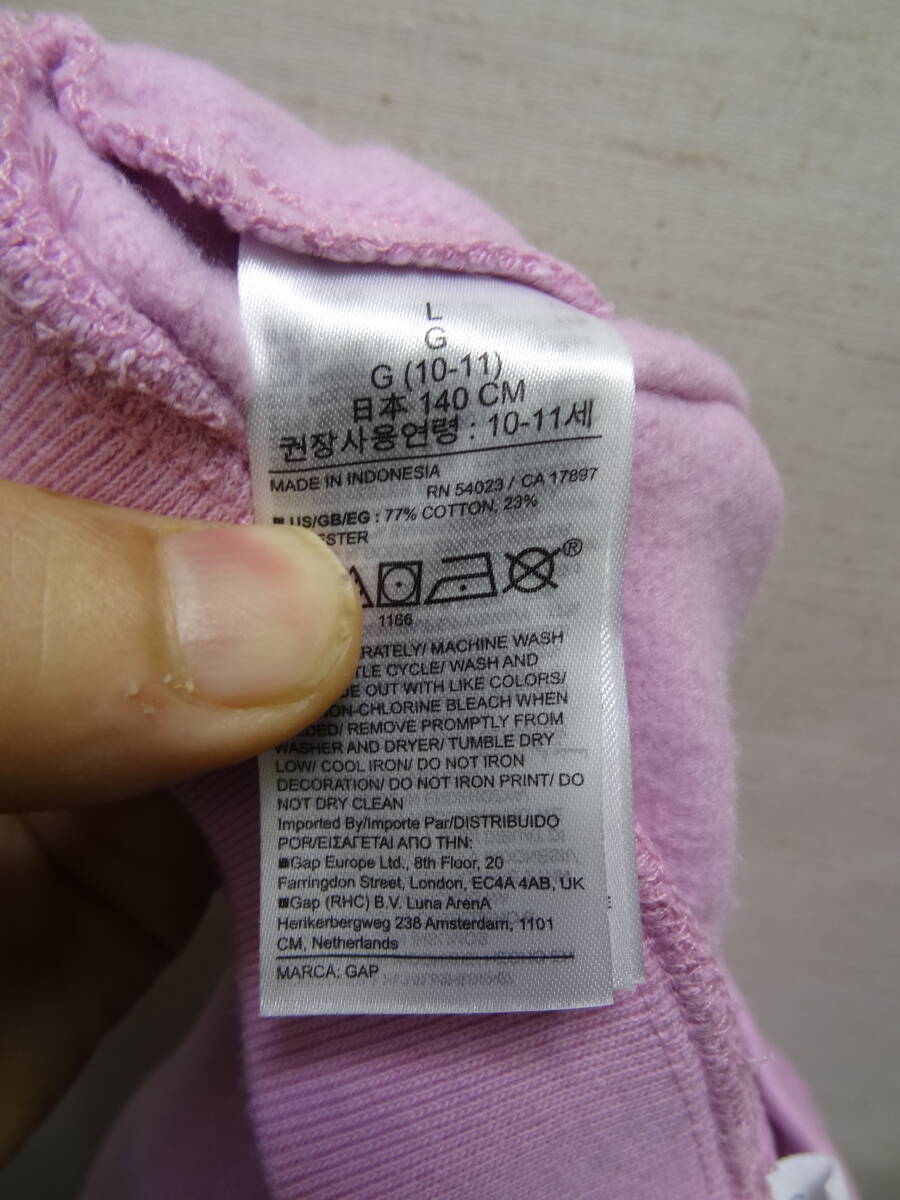 L
G
G (10-11)
日本 140 CM
권장사용연령 : 10-11세
MADE IN INDONESIA
RN 54023 / CA 17897
US/GB/EG : 77% COTTON, 23%
ESTER
1166
RATELY/ MACHINE WASH
TLE CYCLE/ WASH AND
DE OUT WITH LIKE COLORS/
NON-CHLORINE BLEACH WHEN
DED/ REMOVE PROMPTLY FROM
WASHER AND DRYER/ TUMBLE DRY
LOW/ COOL IRON/ DO NOT IRON
DECORATION/ DO NOT IRON PRINT/ DO
NOT DRY CLEAN
Imported By/Importe Par/DISTRIBUIDO
POR/ΕΙΣΑΓΕΤΑΙ ΑΠΟ ΤΗΝ:
Gap Europe Ltd., 8th Floor, 20
Farringdon Street, London, EC4A 4AB, UK
Gap (RHC) B.V. Luna ArenA
Herikerbergweg 238 Amsterdam, 1101
CM, Netherlands
MARCA: GAP